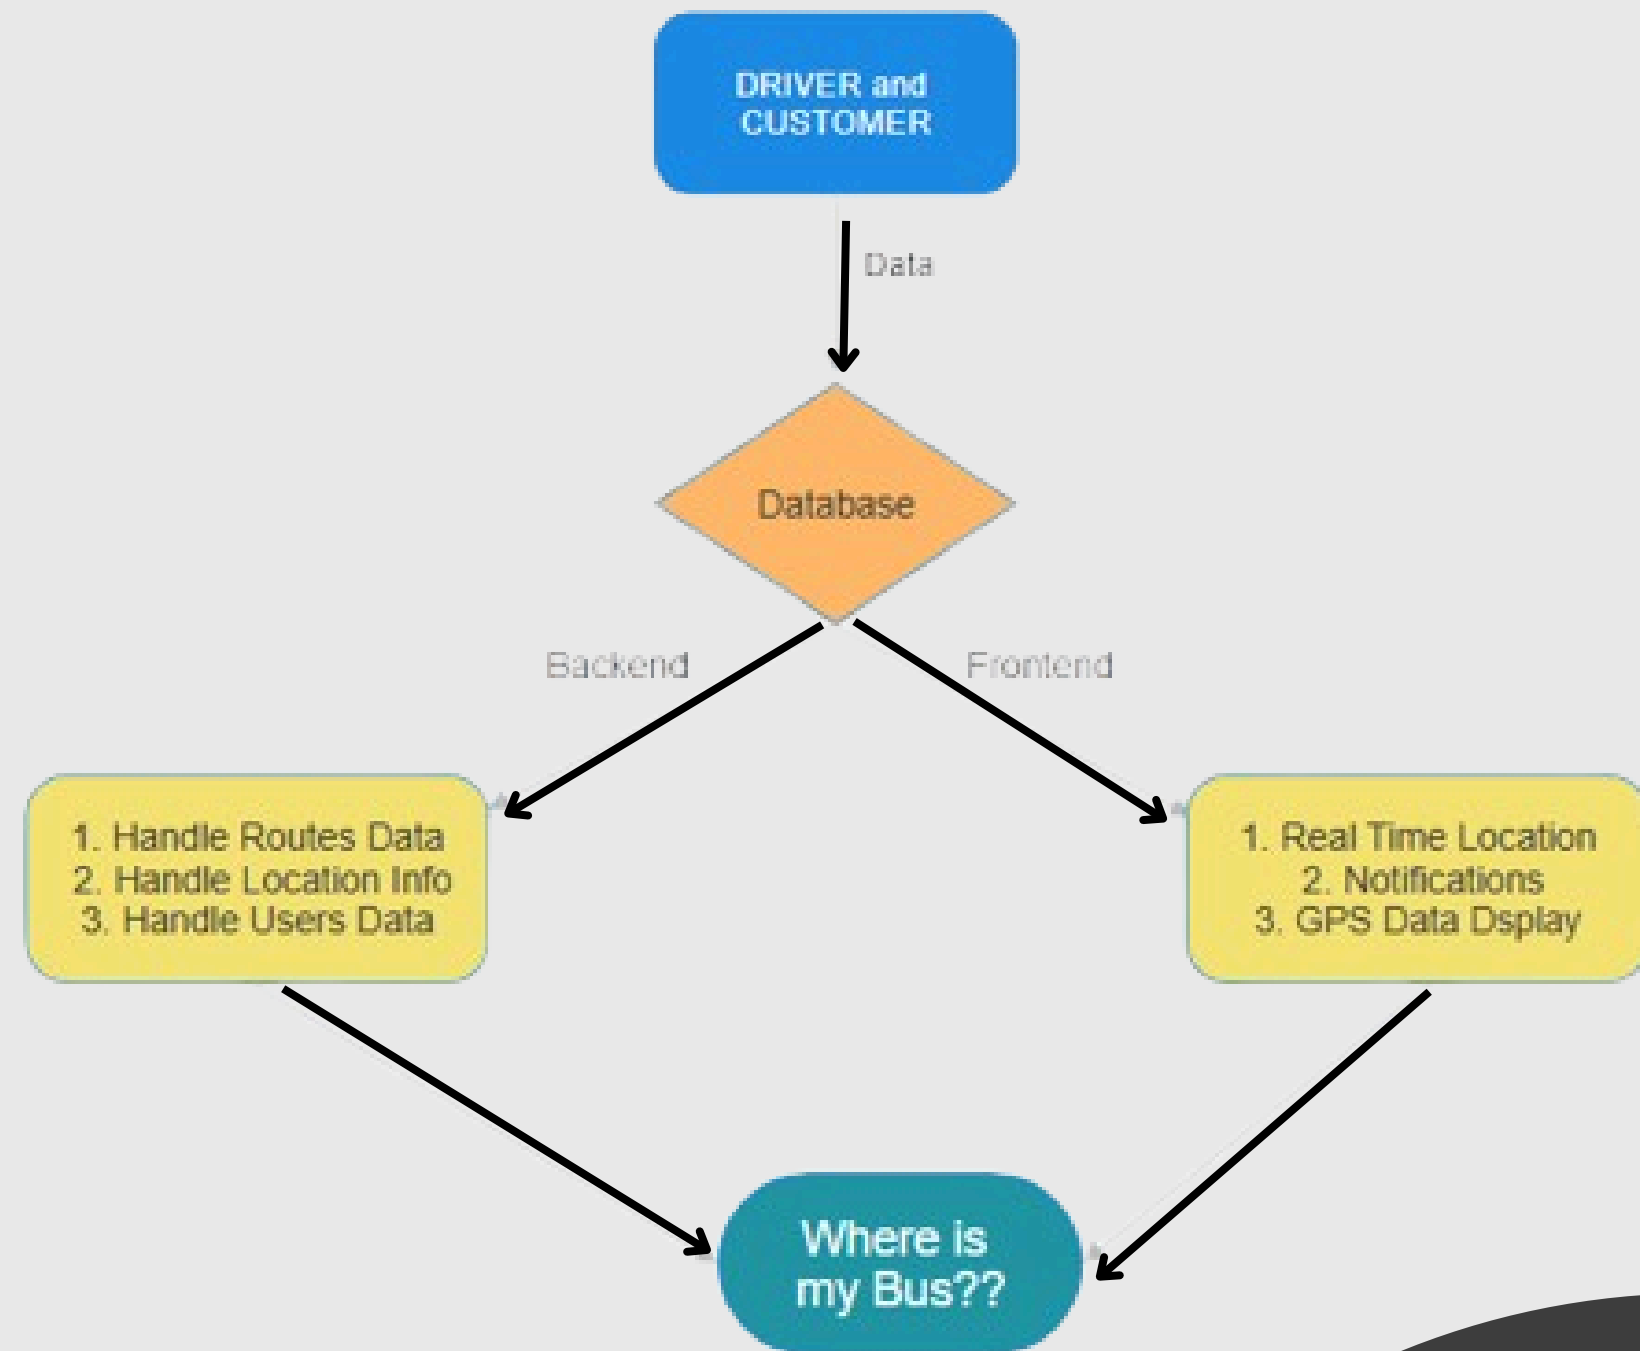 DRIVER and
CUSTOMER
Data
Database
Backend
Frontend
1. Handle Routes Data
2. Handle Location Info
3. Handle Users Data
1. Real Time Location
2. Notifications
3. GPS Data Dsplay
Where is
my Bus??